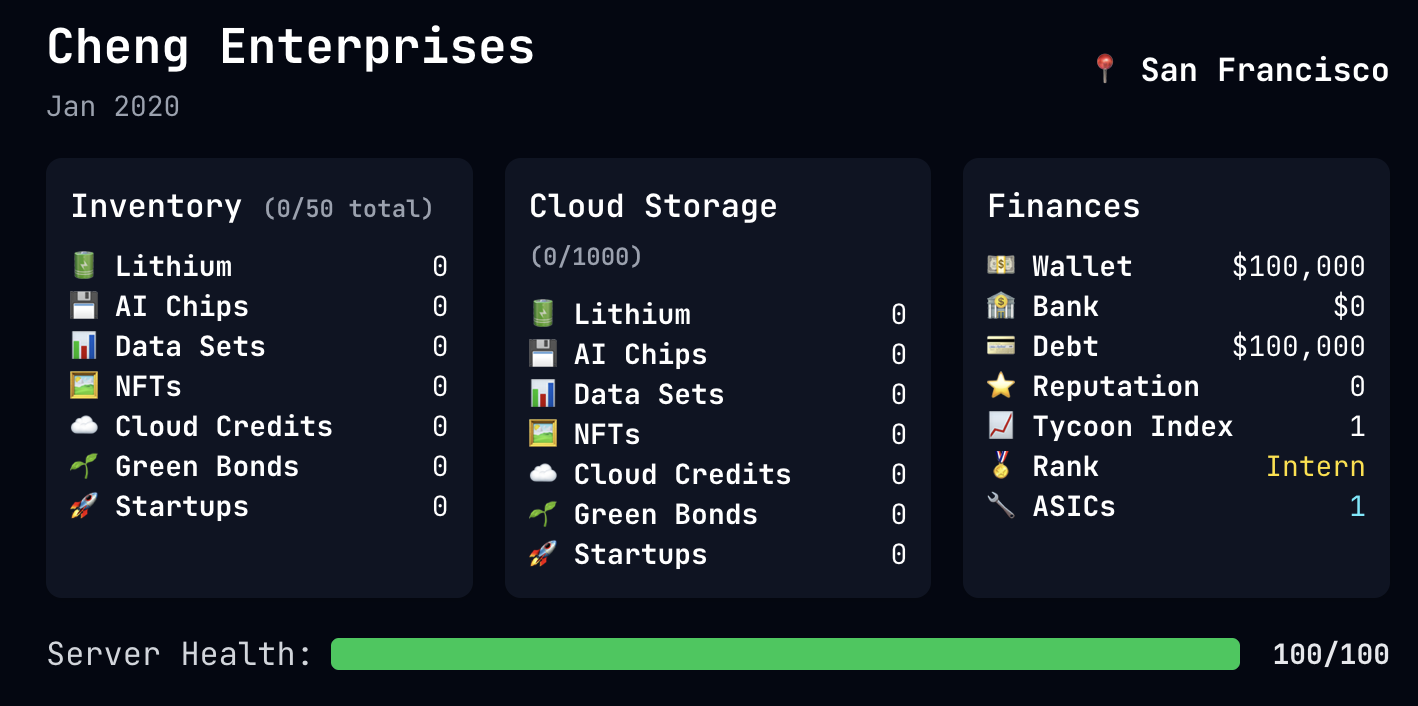 Cheng Enterprises
Jan 2020
San Francisco
Inventory (0/50 total)
Lithium 0
AI Chips 0
Data Sets 0
NFTs 0
Cloud Credits 0
Green Bonds 0
Startups 0
Cloud Storage
(0/1000)
Lithium 0
AI Chips 0
Data Sets 0
NFTs 0
Cloud Credits 0
Green Bonds 0
Startups 0
Finances
Wallet $100,000
Bank $0
Debt $100,000
Reputation 0
Tycoon Index 1
Rank Intern
ASICs 1
Server Health: 100/100